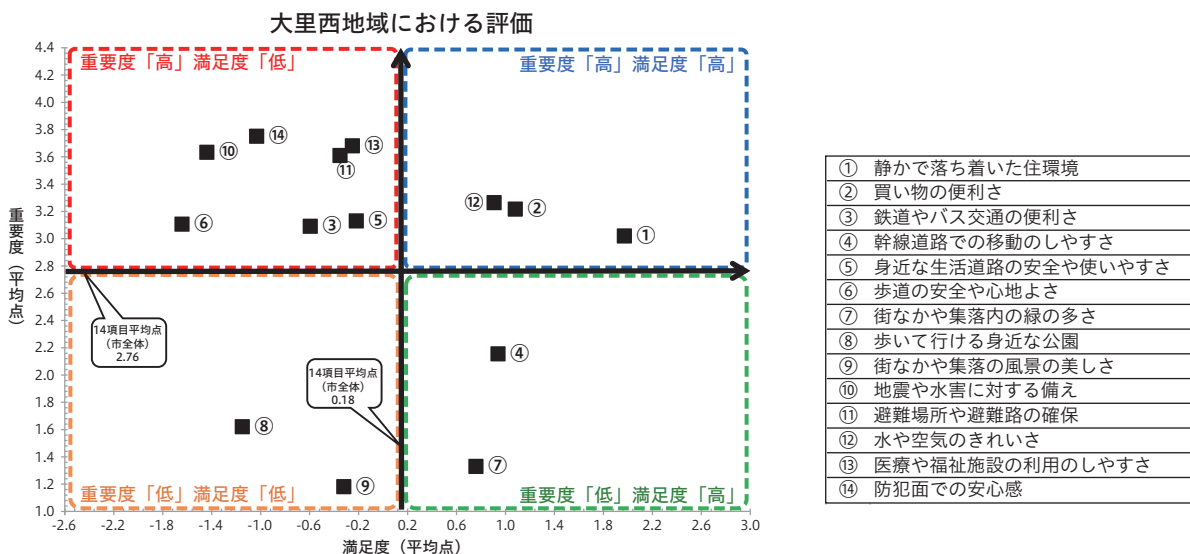 大里西地域における評価
重要度（平均点）
4.4
4.2
4.0
3.8
3.6
3.4
3.2
3.0
2.8
2.6
2.4
2.2
2.0
1.8
1.6
1.4
1.2
1.0
重要度「高」満足度「低」
重要度「高」満足度「高」
⑭
⑬
⑩
⑪
⑫
②
⑥
③
⑤
①
14項目平均点
（市全体）
2.76
14項目平均点
（市全体）
0.18
④
⑧
⑦
⑨
重要度「低」満足度「低」
重要度「低」満足度「高」
-2.6 -2.2 -1.8 -1.4 -1.0 -0.6 -0.2 0.2 0.6 1.0 1.4 1.8 2.2 2.6 3.0
満足度（平均点）
① 静かで落ち着いた住環境
② 買い物の便利さ
③ 鉄道やバス交通の便利さ
④ 幹線道路での移動のしやすさ
⑤ 身近な生活道路の安全や使いやすさ
⑥ 歩道の安全や心地よさ
⑦ 街なかや集落内の緑の多さ
⑧ 歩いて行ける身近な公園
⑨ 街なかや集落の風景の美しさ
⑩ 地震や水害に対する備え
⑪ 避難場所や避難路の確保
⑫ 水や空気のきれいさ
⑬ 医療や福祉施設の利用のしやすさ
⑭ 防犯面での安心感